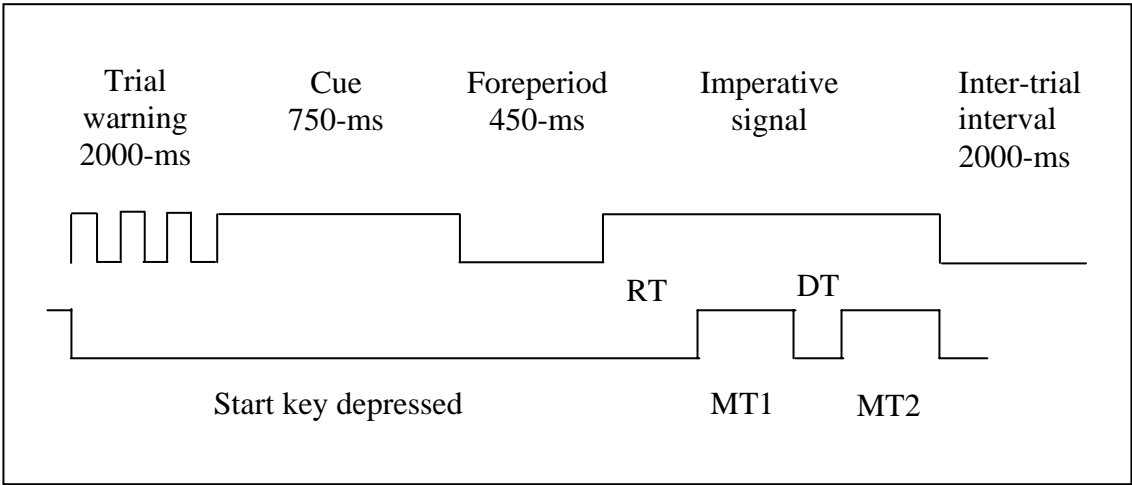 Trial
warning
2000-ms
Cue
750-ms
Foreperiod
450-ms
Imperative
signal
Inter-trial
interval
2000-ms
RT
DT
Start key depressed
MT1
MT2